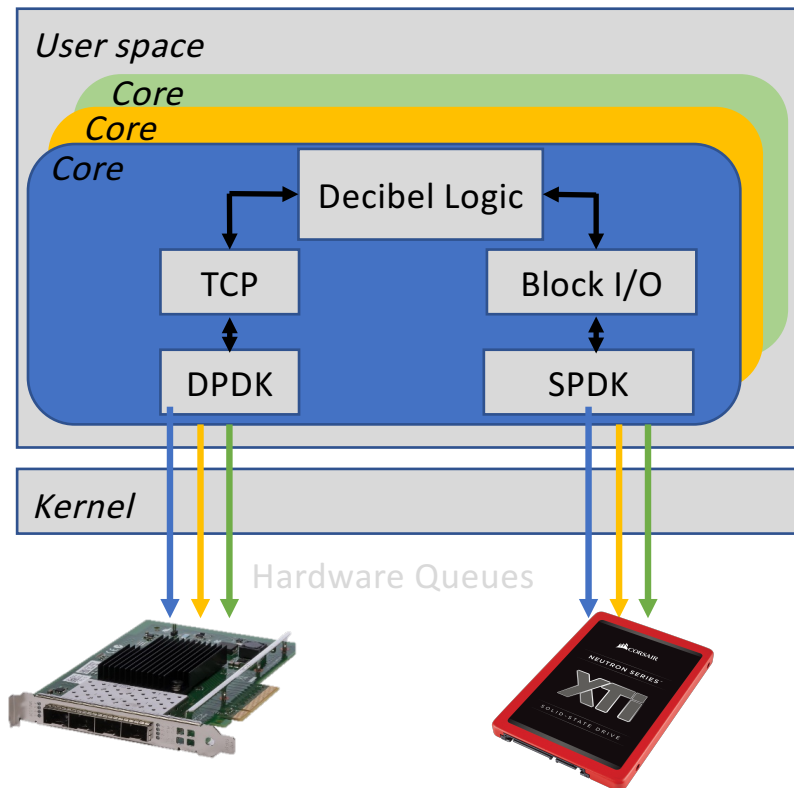 User space
Core
Core
Core
Decibel Logic
TCP
Block I/O
DPDK
SPDK
Kernel
Hardware Queues
CORSAIR
NEUTRON SERIES
XTi
SOLID-STATE DRIVE